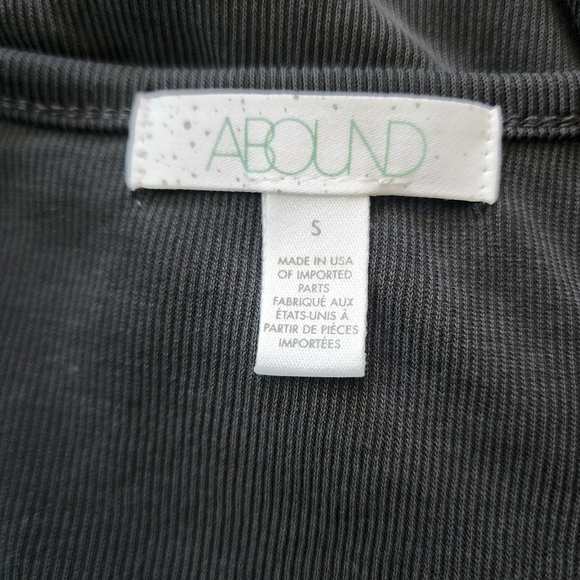 ABOUND
S
MADE IN USA
OF IMPORTED
PARTS
FABRIQUÉ AUX
ÉTATS-UNIS À
PARTIR DE PIÈCES
IMPORTÉES